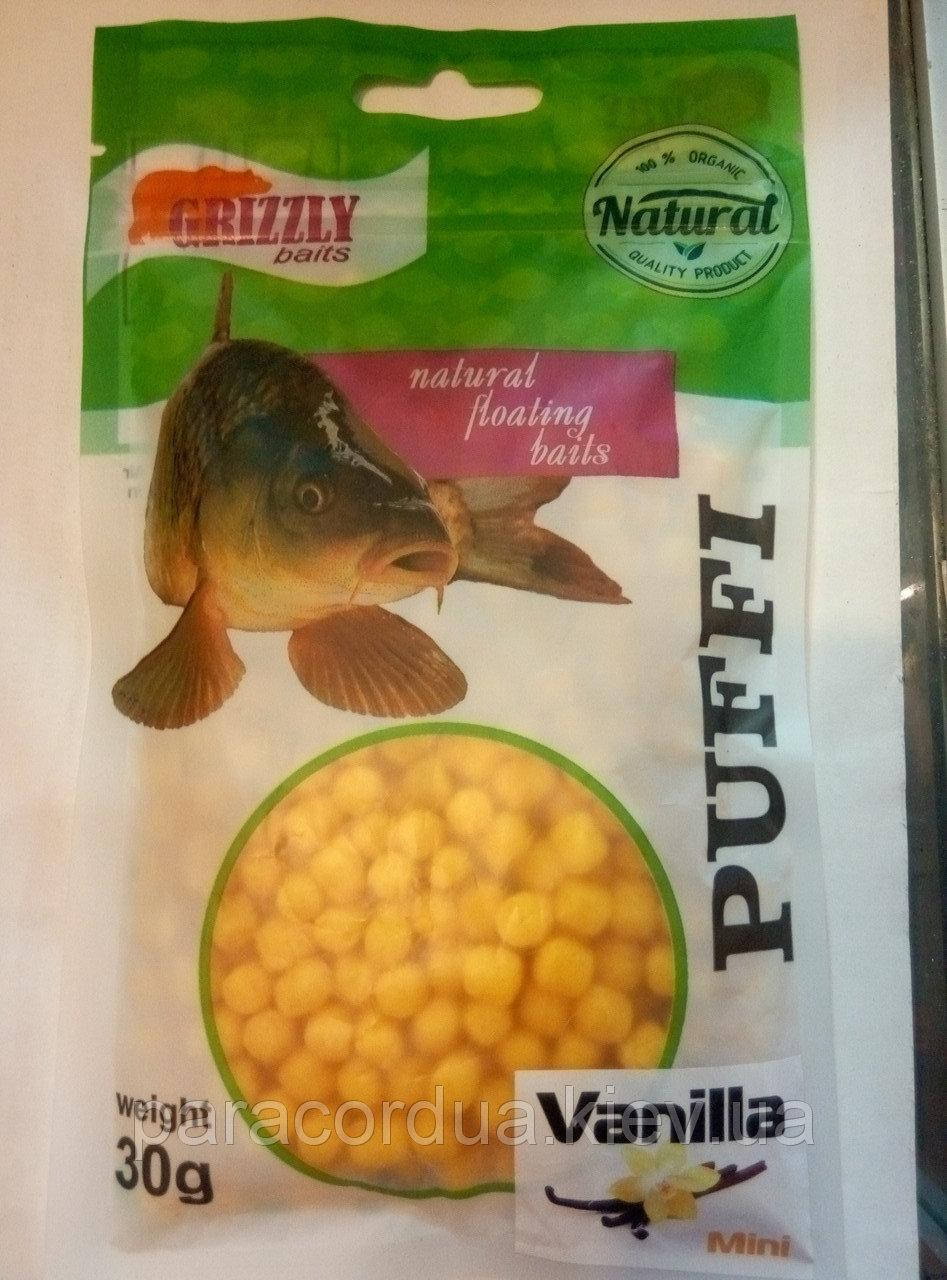 GRIZZLY
baits
100 % ORGANIC
Natural
QUALITY PRODUCT
natural
floating
baits
PUFFI
weight
30g
Vanilla
Mini
paracordua.kiev.ua